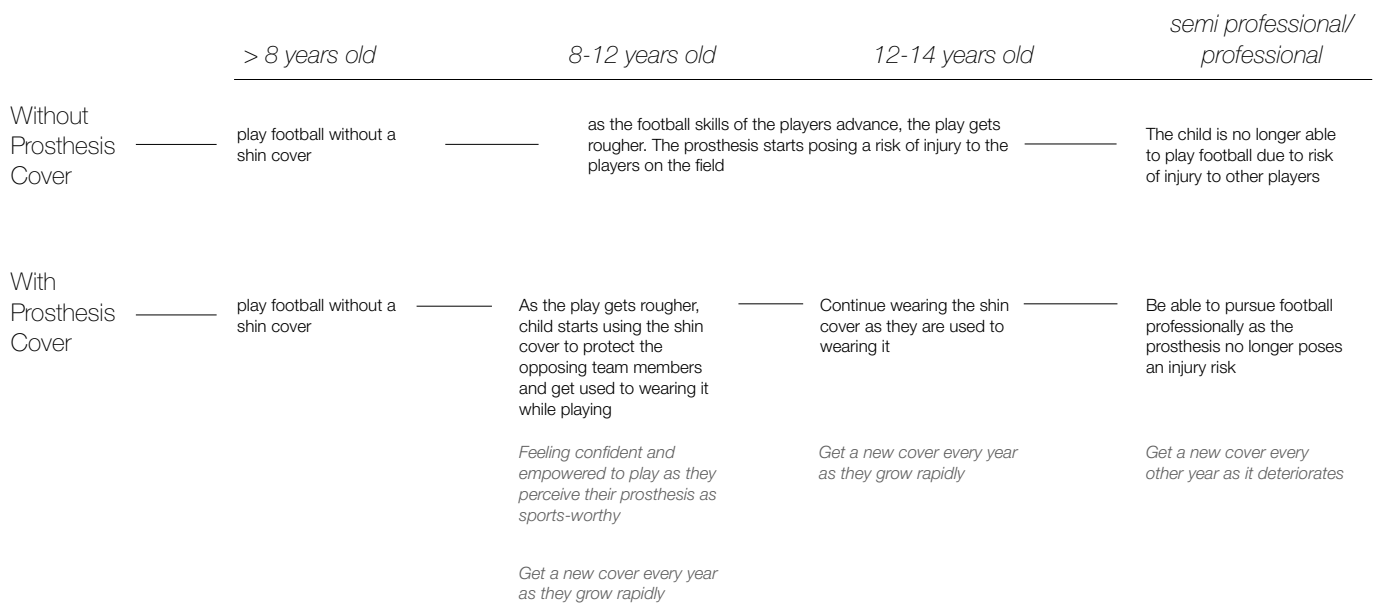 semi professional/
professional
> 8 years old
8-12 years old
12-14 years old
Without
Prosthesis
Cover
play football without a
shin cover
as the football skills of the players advance, the play gets
rougher. The prosthesis starts posing a risk of injury to the
players on the field
The child is no longer able
to play football due to risk
of injury to other players
With
Prosthesis
Cover
play football without a
shin cover
As the play gets rougher,
child starts using the shin
cover to protect the
opposing team members
and get used to wearing it
while playing
Feeling confident and
empowered to play as they
perceive their prosthesis as
sports-worthy
Get a new cover every year
as they grow rapidly
Continue wearing the shin
cover as they are used to
wearing it
Get a new cover every year
as they grow rapidly
Be able to pursue football
professionally as the
prosthesis no longer poses
an injury risk
Get a new cover every
other year as it deteriorates